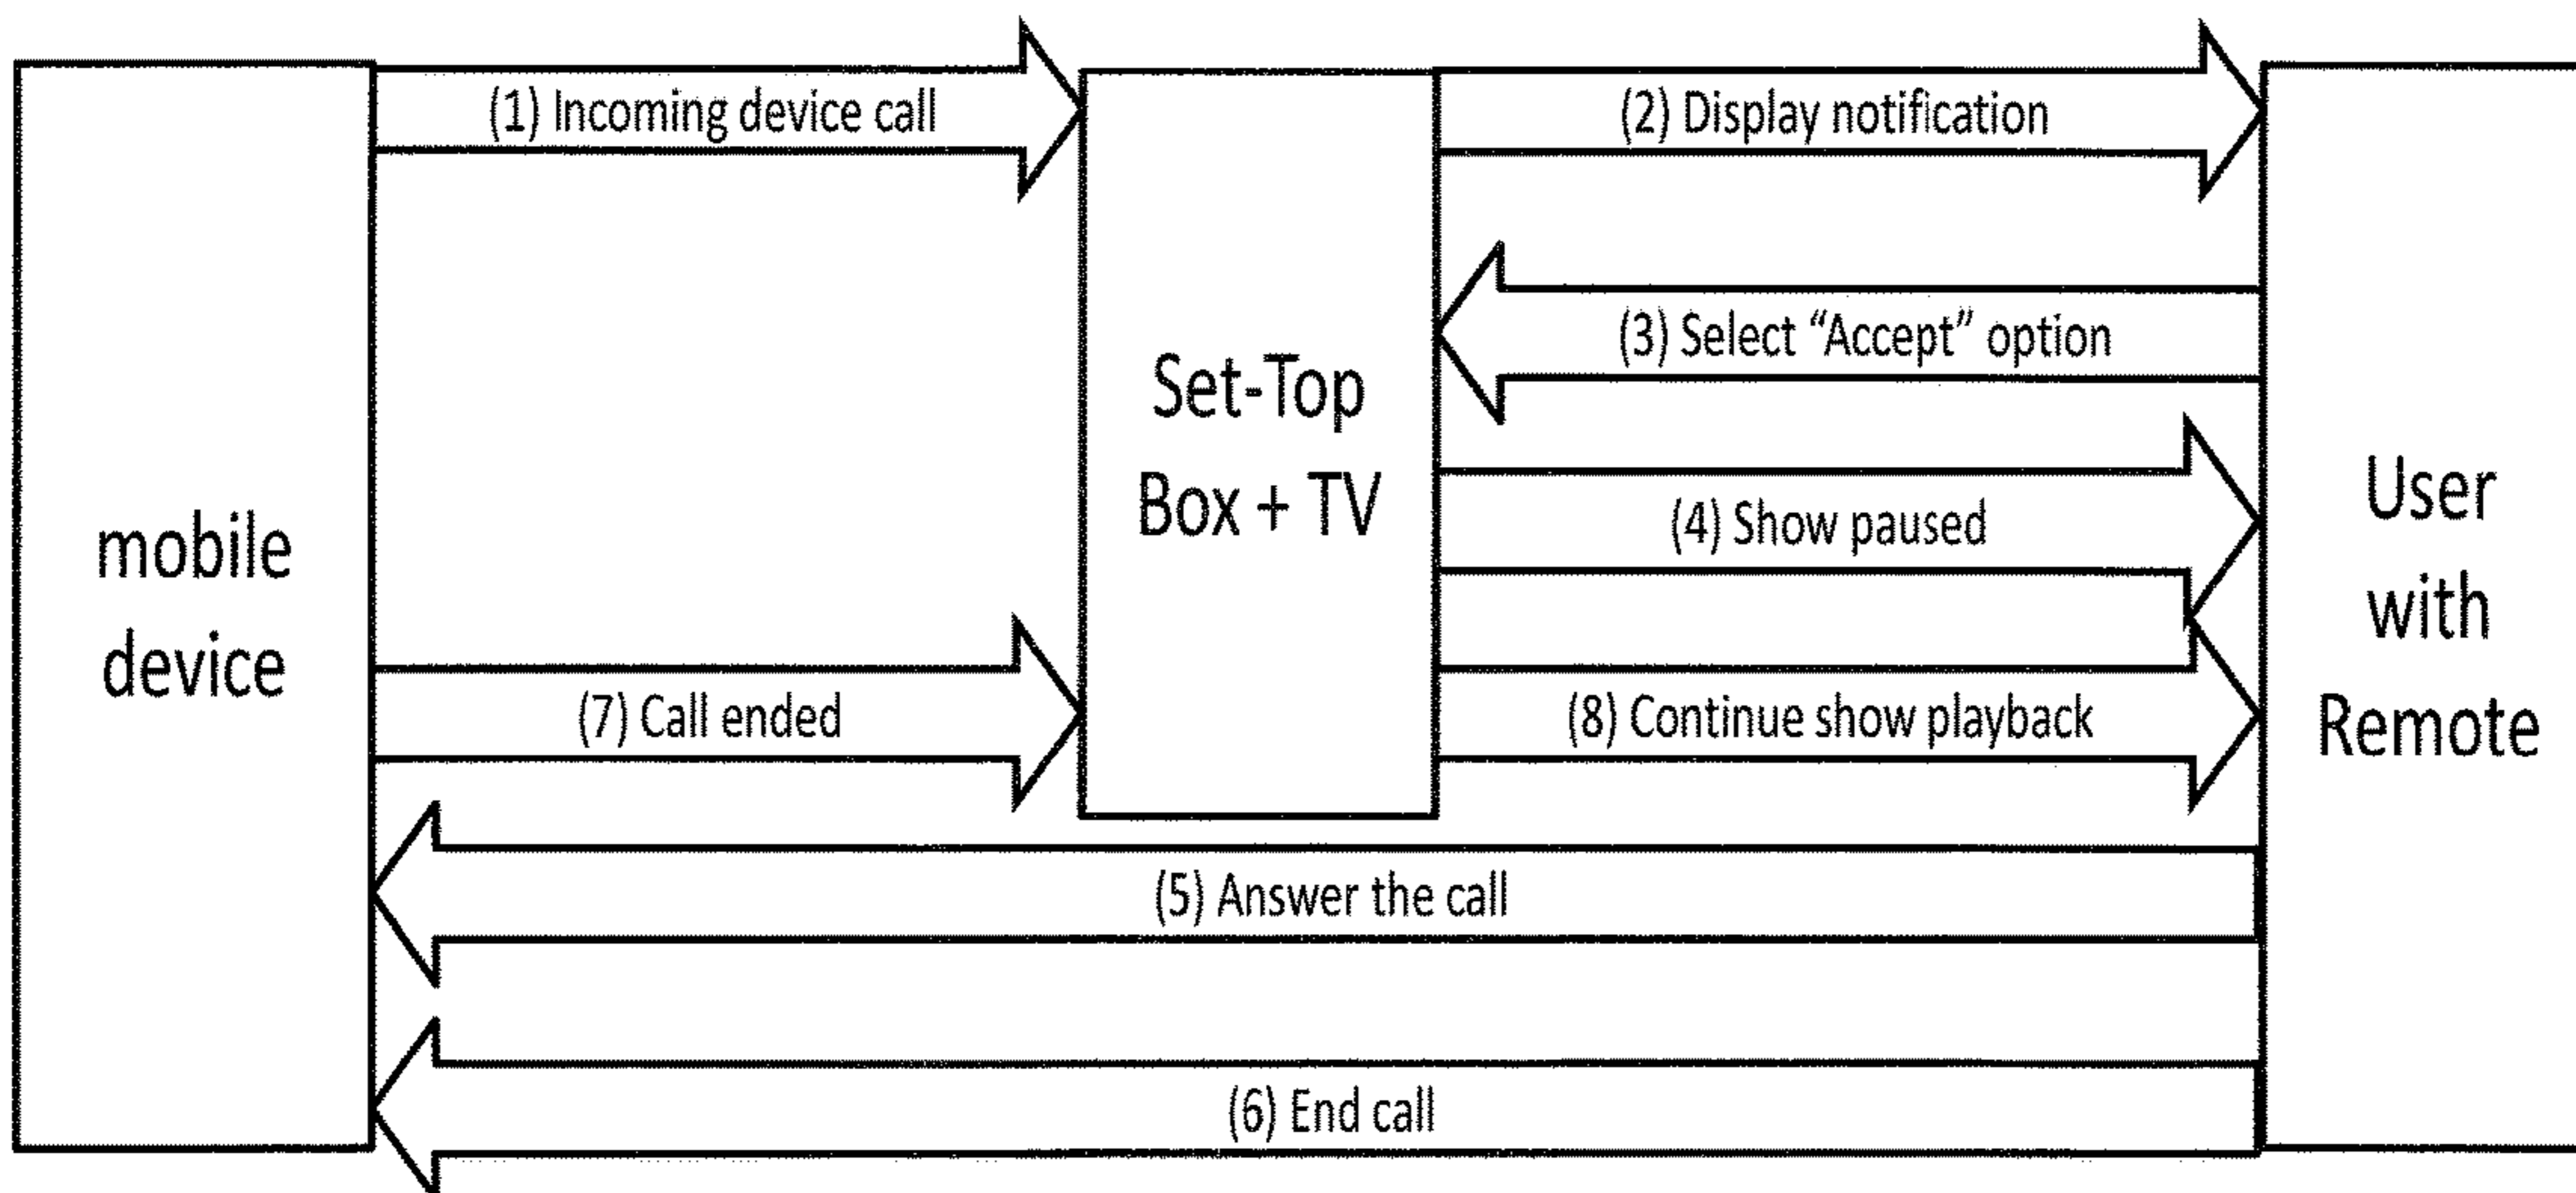 (1) Incoming device call
(2) Display notification
(3) Select “Accept” option
Set-Top
Box + TV
mobile
device
User
with
Remote
(4) Show paused
(7) Call ended
(8) Continue show playback
(5) Answer the call
(6) End call